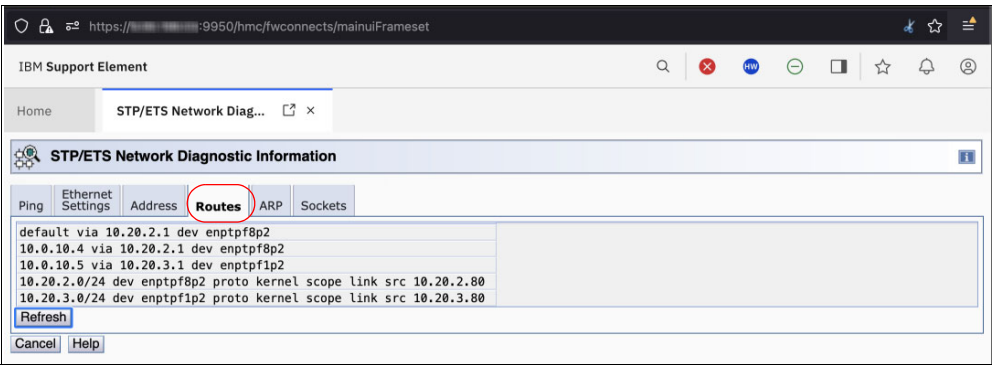 https:// :9950/hmc/fwconnects/mainuiFrameset
IBM Support Element
HW
Home
STP/ETS Network Diag...
STP/ETS Network Diagnostic Information
i
Ping Ethernet Settings Address Routes ARP Sockets
default via 10.20.2.1 dev enptpf8p2
10.0.10.4 via 10.20.2.1 dev enptpf8p2
10.0.10.5 via 10.20.3.1 dev enptpf1p2
10.20.2.0/24 dev enptpf8p2 proto kernel scope link src 10.20.2.80
10.20.3.0/24 dev enptpf1p2 proto kernel scope link src 10.20.3.80
Refresh
Cancel Help